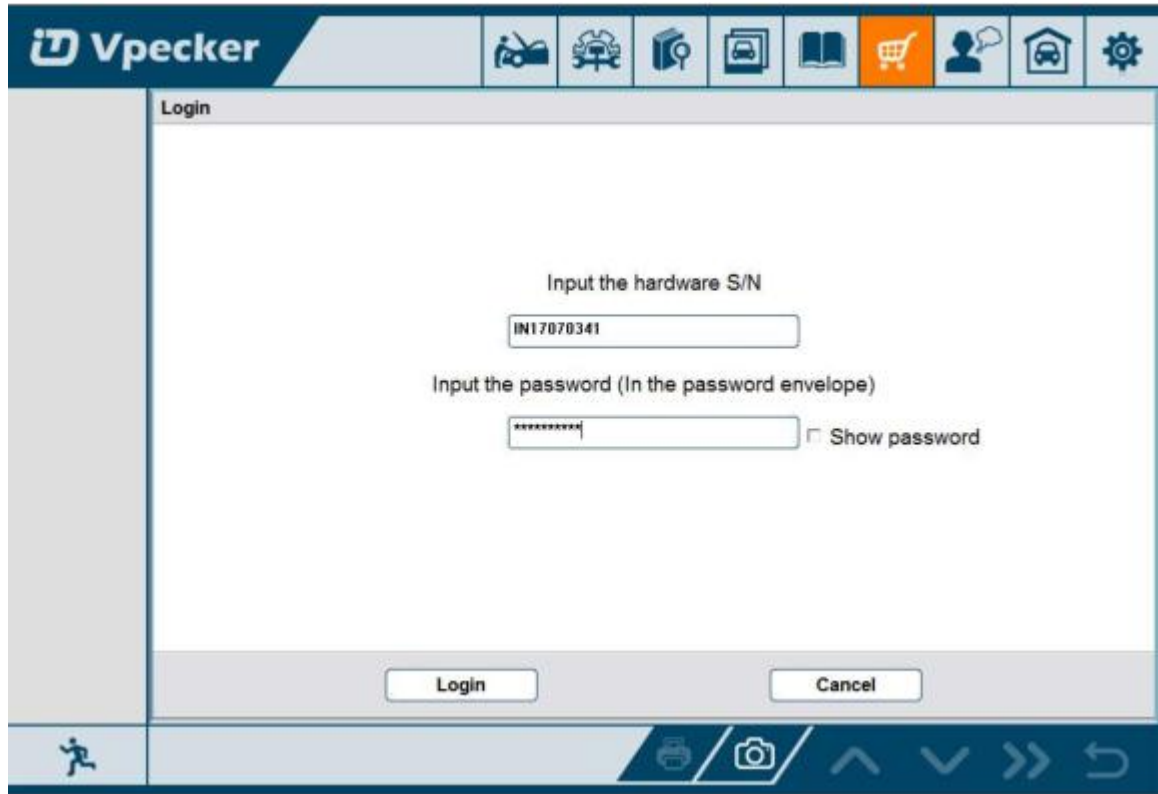 Vpecker
Login
Input the hardware S/N
IN17070341
Input the password (In the password envelope)
**********
Show password
Login
Cancel